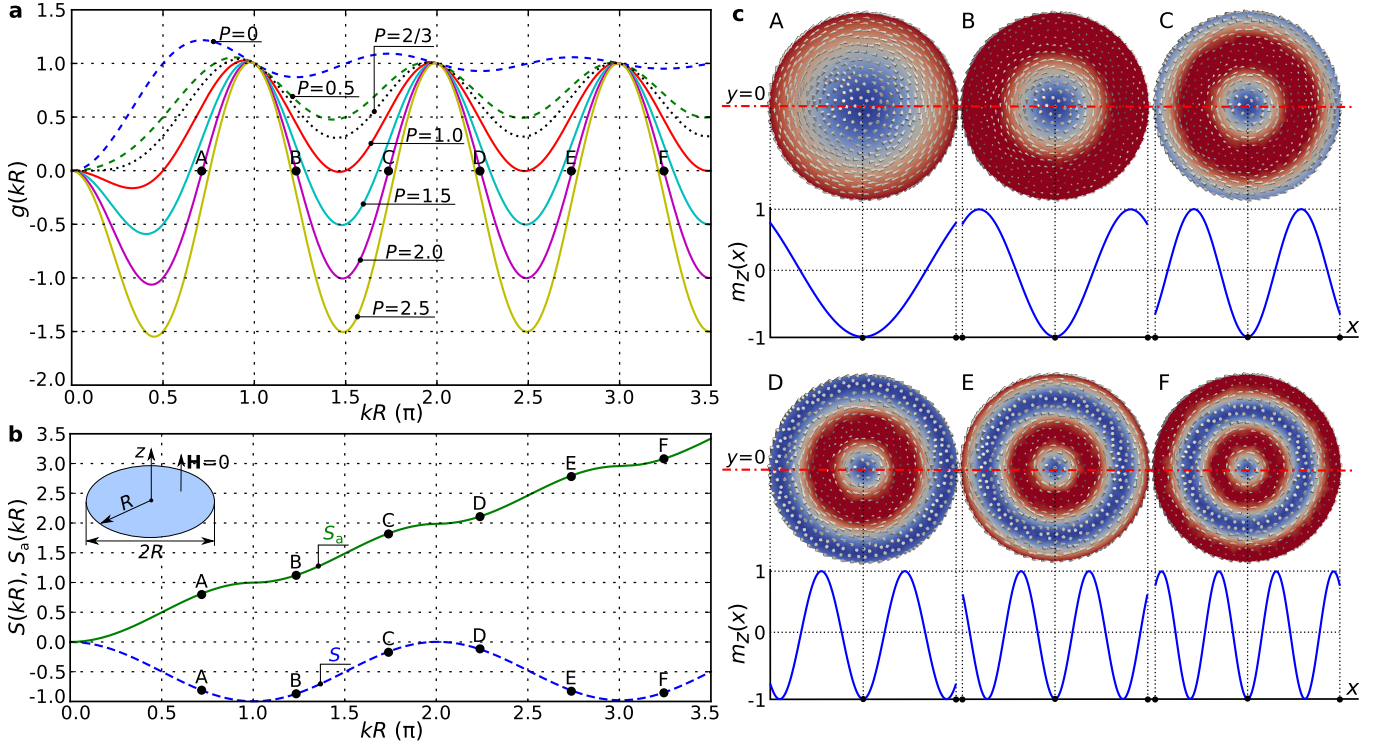 a
1.5
1.0
0.5
0.0
-0.5
-1.0
-1.5
-2.0
g(kR)
P=0
P=2/3
P=0.5
P=1.0
P=1.5
P=2.0
P=2.5
A B C D E F
0.0 0.5 1.0 1.5 2.0 2.5 3.0 3.5
kR (π)
b
3.5
3.0
2.5
2.0
1.5
1.0
0.5
0.0
-0.5
-1.0
S(kR), Sa(kR)
z
H=0
R
2R
Sa
S
A B C D E F
A B C D E F
0.0 0.5 1.0 1.5 2.0 2.5 3.0 3.5
kR (π)
c
A B C
y=0
1
0
-1
mz(x)
x
D E F
y=0
1
0
-1
mz(x)
x